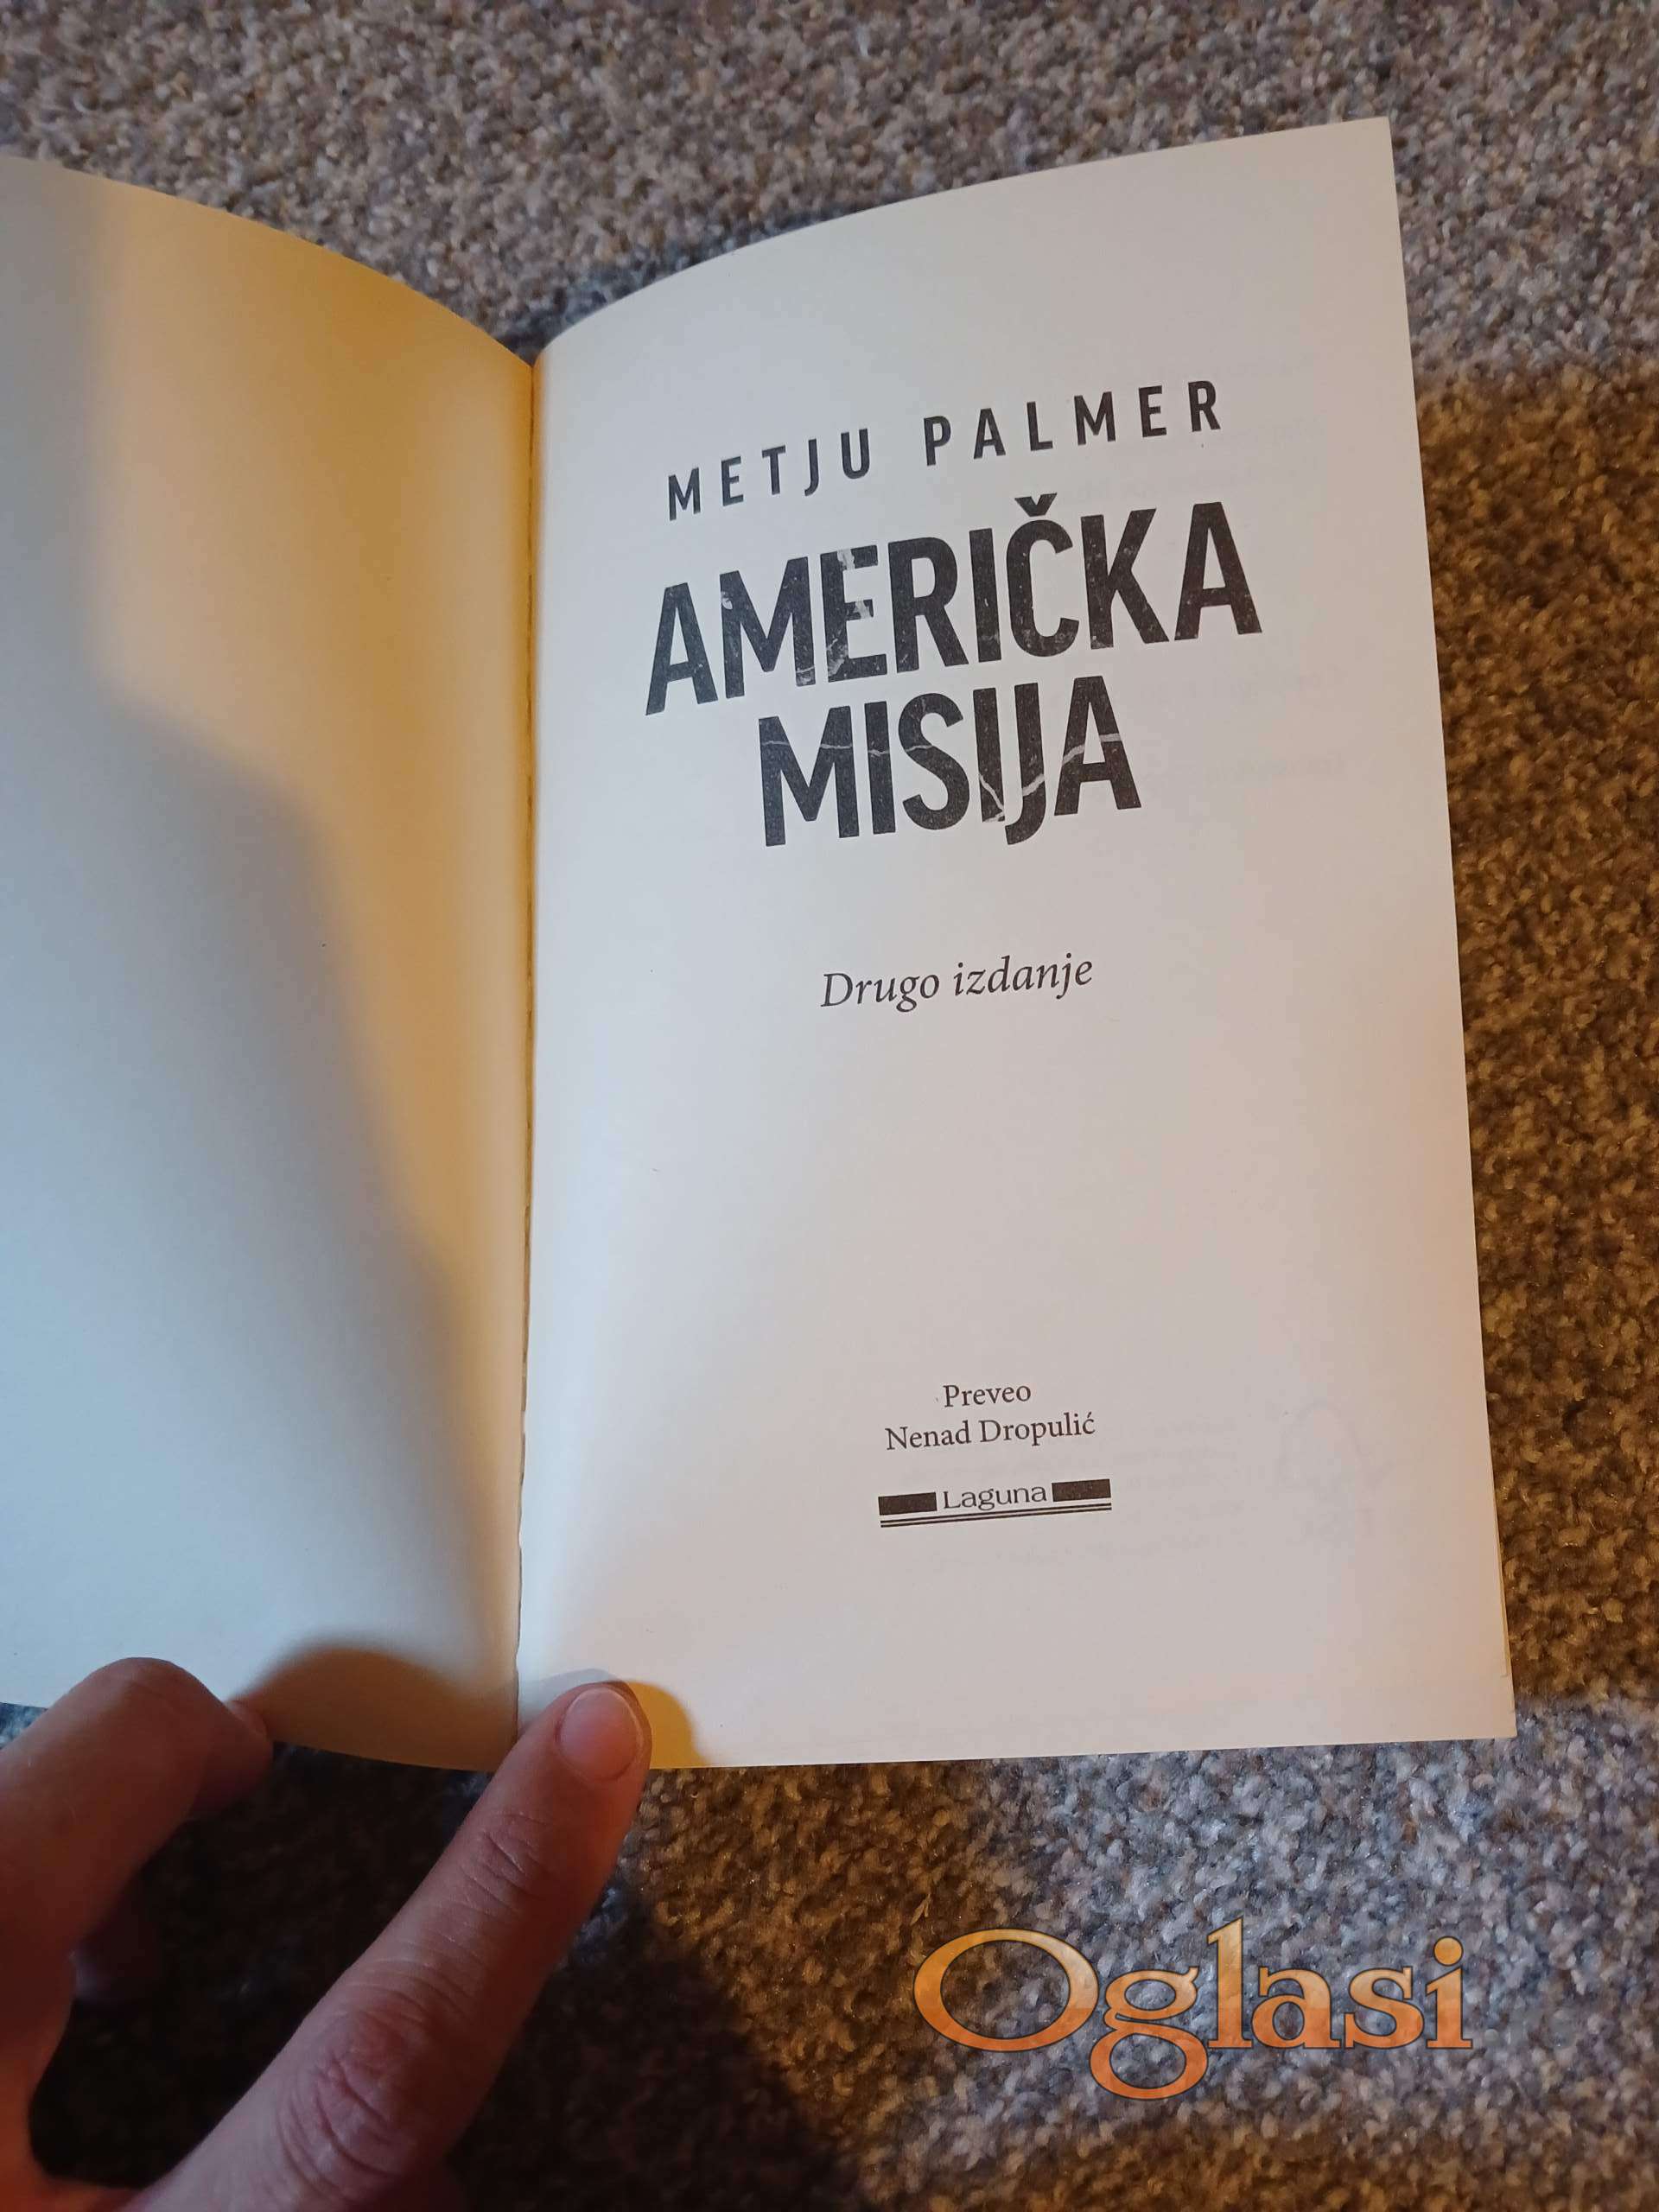 METJU PALMER
AMERIČKA
MISIJA
Drugo izdanje
Preveo
Nenad Dropulić
Laguna
Oglasi